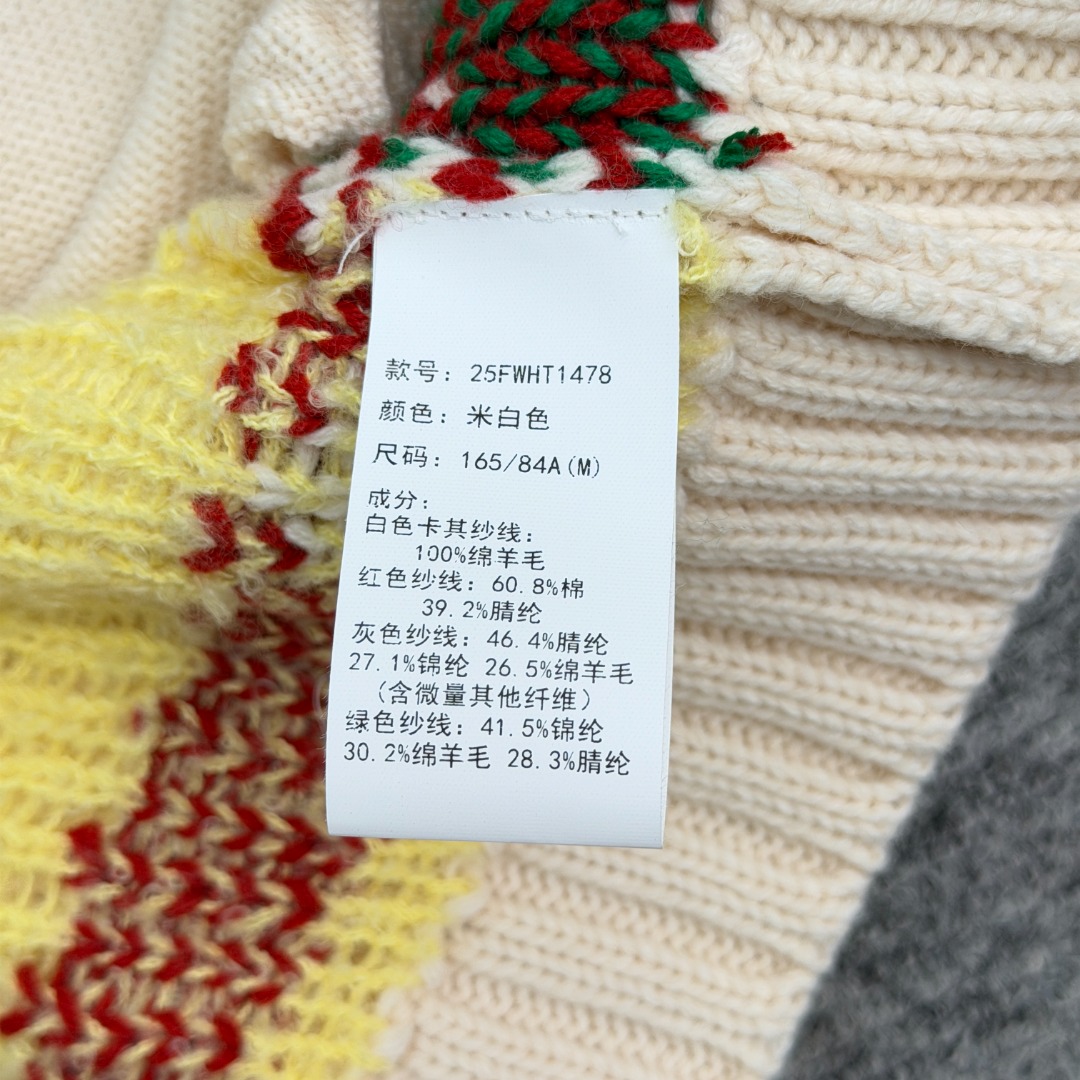 款号：25FWHT1478
颜色：米白色
尺码：165/84A(M)
成分：
白色卡其纱线：
100%绵羊毛
红色纱线：60.8%棉
39.2%腈纶
灰色纱线：46.4%腈纶
27.1%锦纶 26.5%绵羊毛
（含微量其他纤维）
绿色纱线：41.5%锦纶
30.2%绵羊毛 28.3%腈纶